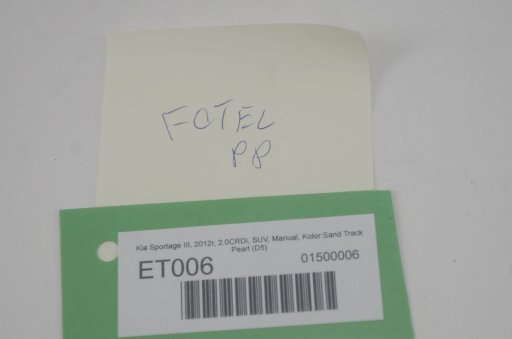 FOTEL
PP
Kia Sportage III, 2012r, 2.0CRDi, SUV, Manual, Kolor:Sand Track
Pearl (D5)
ET006
01500006